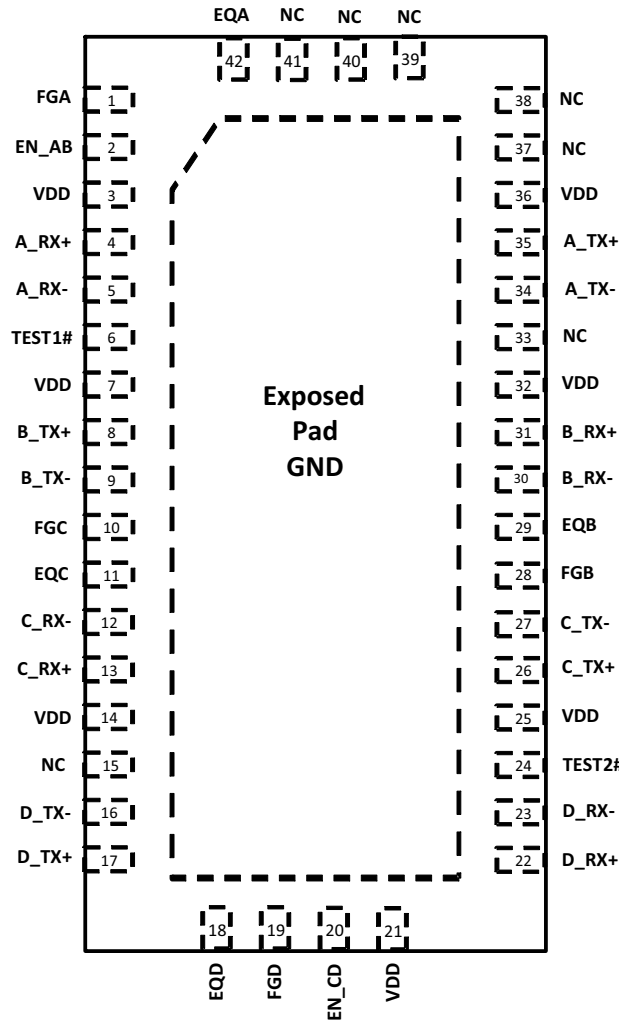 EQA NC NC NC
42 41 40 39
FGA 1 38 NC
EN_AB 2 37 NC
VDD 3 36 VDD
A_RX+ 4 35 A_TX+
A_RX- 5 34 A_TX-
TEST1# 6 33 NC
VDD 7 32 VDD
Exposed
Pad
GND
B_TX+ 8 31 B_RX+
B_TX- 9 30 B_RX-
FGC 10 29 EQB
EQC 11 28 FGB
C_RX- 12 27 C_TX-
C_RX+ 13 26 C_TX+
VDD 14 25 VDD
NC 15 24 TEST2#
D_TX- 16 23 D_RX-
D_TX+ 17 22 D_RX+
18 19 20 21
EQD FGD EN_CD VDD